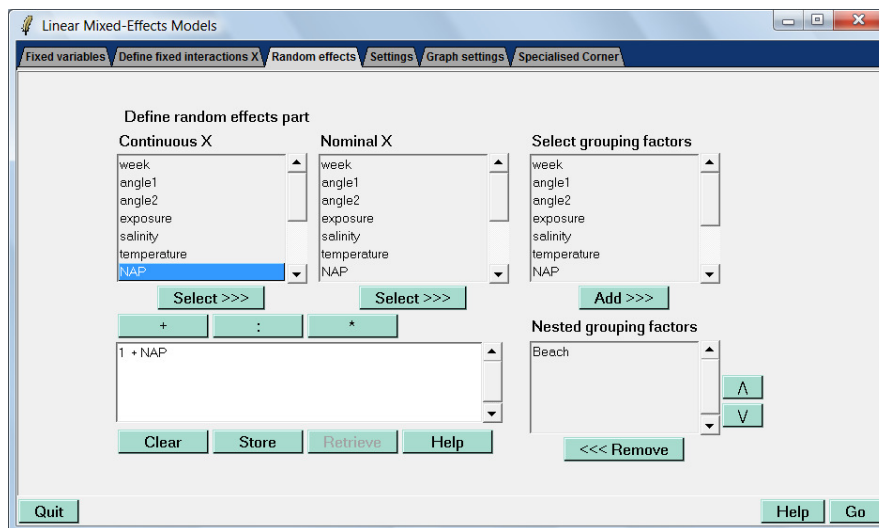 Linear Mixed-Effects Models
Fixed variables Define fixed interactions X Random effects Settings Graph settings Specialised Corner
Define random effects part
Continuous X
week
angle1
angle2
exposure
salinity
temperature
NAP
Select >>>
Nominal X
week
angle1
angle2
exposure
salinity
temperature
NAP
Select >>>
Select grouping factors
week
angle1
angle2
exposure
salinity
temperature
NAP
Add >>>
+ : *
1 + NAP
Clear Store Retrieve Help
Nested grouping factors
Beach
Λ
V
<<< Remove
Quit Help Go